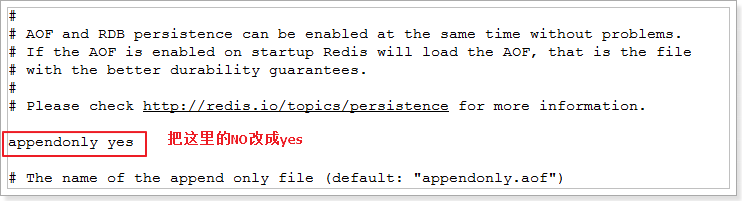 #
# AOF and RDB persistence can be enabled at the same time without problems.
# If the AOF is enabled on startup Redis will load the AOF, that is the file
# with the better durability guarantees.
#
# Please check http://redis.io/topics/persistence for more information.
appendonly yes 把这里的NO改成yes
# The name of the append only file (default: "appendonly.aof")